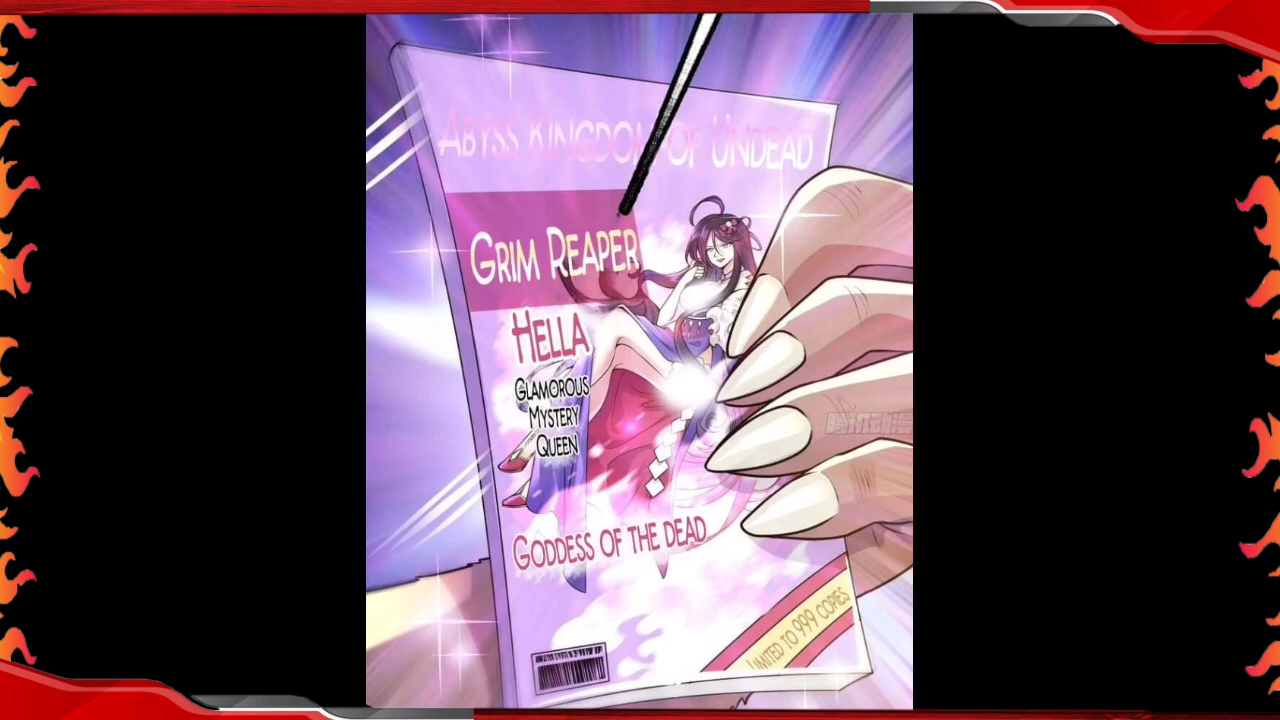 ABYSS KINGDOM OF UNDEAD
GRIM REAPER
HELLA
GLAMOROUS
MYSTERY
QUEEN
GODDESS OF THE DEAD
LIMITED TO 999 COPIES